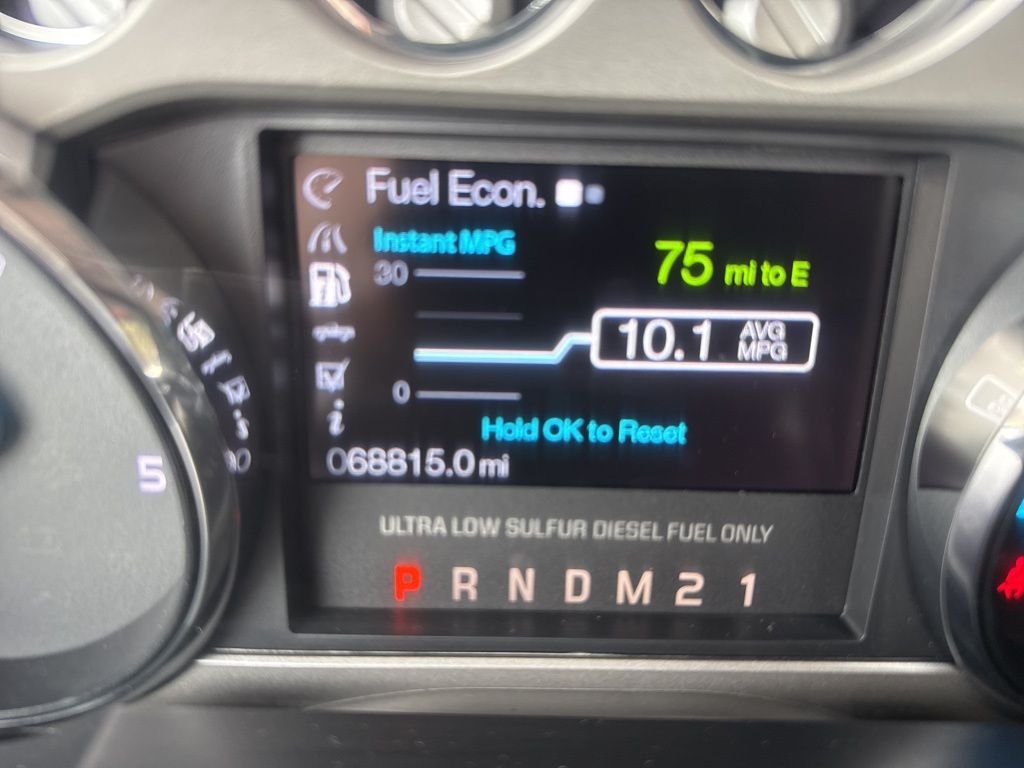 Fuel Econ.
Instant MPG
30
75 mi to E
10.1 AVG MPG
0
Hold OK to Reset
068815.0 mi
5
ULTRA LOW SULFUR DIESEL FUEL ONLY
P R N D M 2 1